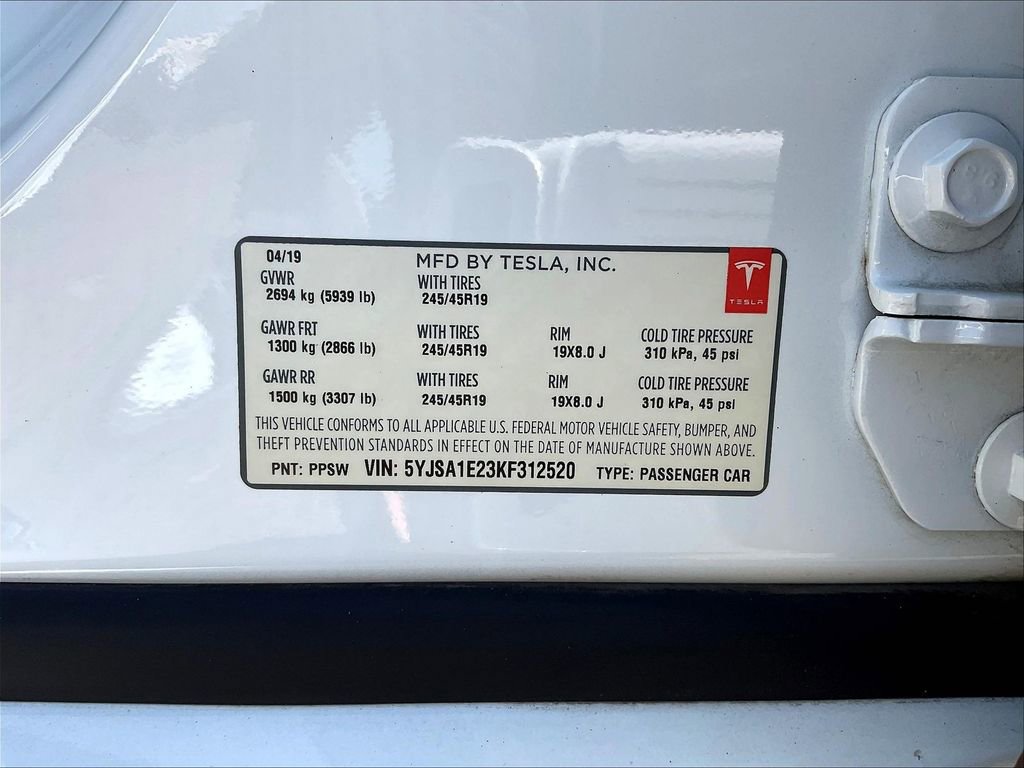 04/19 MFD BY TESLA, INC.
GVWR WITH TIRES
2694 kg (5939 lb) 245/45R19
TESLA
GAWR FRT WITH TIRES RIM COLD TIRE PRESSURE
1300 kg (2866 lb) 245/45R19 19X8.0 J 310 kPa, 45 psi
GAWR RR WITH TIRES RIM COLD TIRE PRESSURE
1500 kg (3307 lb) 245/45R19 19X8.0 J 310 kPa, 45 psi
THIS VEHICLE CONFORMS TO ALL APPLICABLE U.S. FEDERAL MOTOR VEHICLE SAFETY, BUMPER, AND
THEFT PREVENTION STANDARDS IN EFFECT ON THE DATE OF MANUFACTURE SHOWN ABOVE.
PNT: PPSW VIN: 5YJSA1E23KF312520 TYPE: PASSENGER CAR